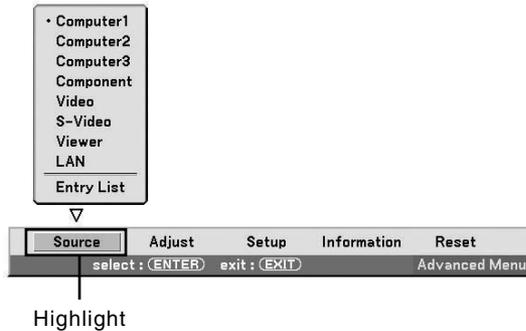 • Computer1
Computer2
Computer3
Component
Video
S-Video
Viewer
LAN
Entry List
Source Adjust Setup Information Reset
select : ENTER exit : EXIT Advanced Menu
Highlight